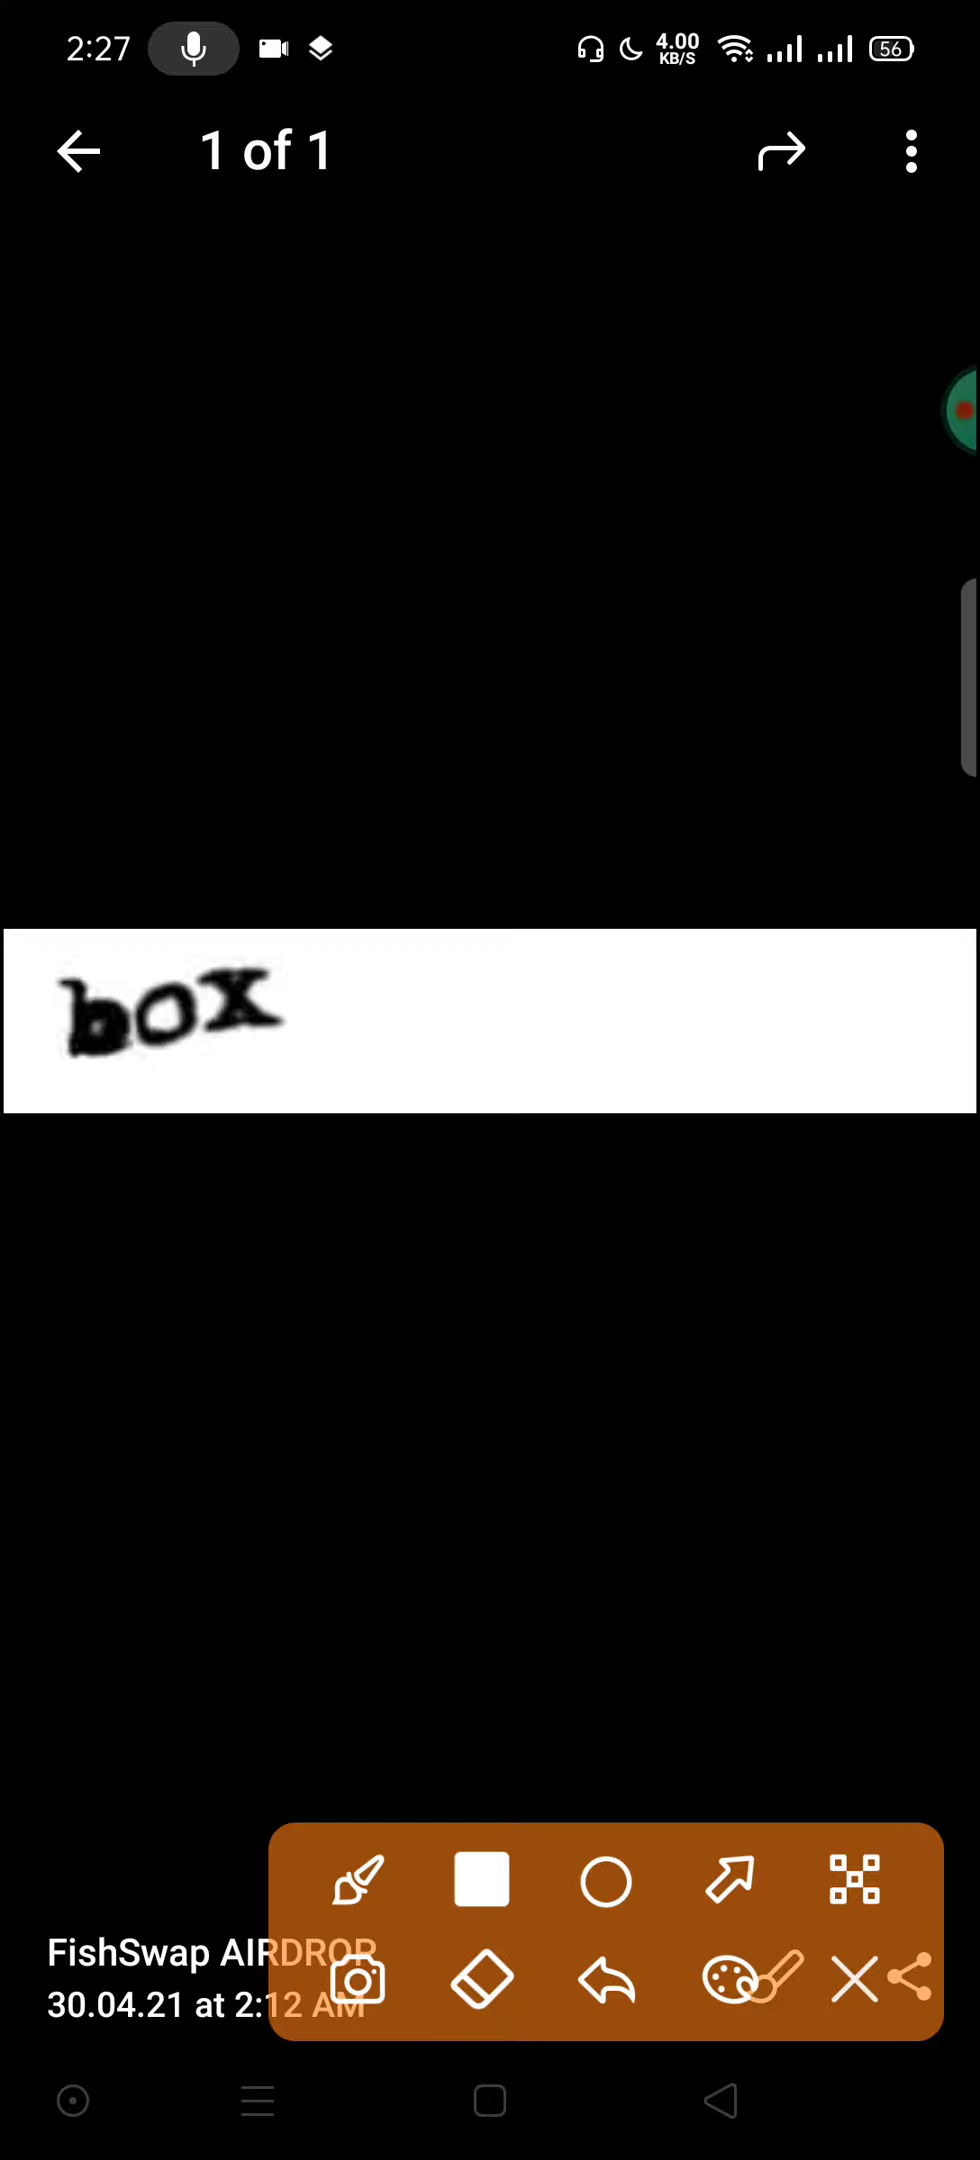 2:27
4.00
KB/S
56
1 of 1
box
FishSwap AIRDROP
30.04.21 at 2:12 AM